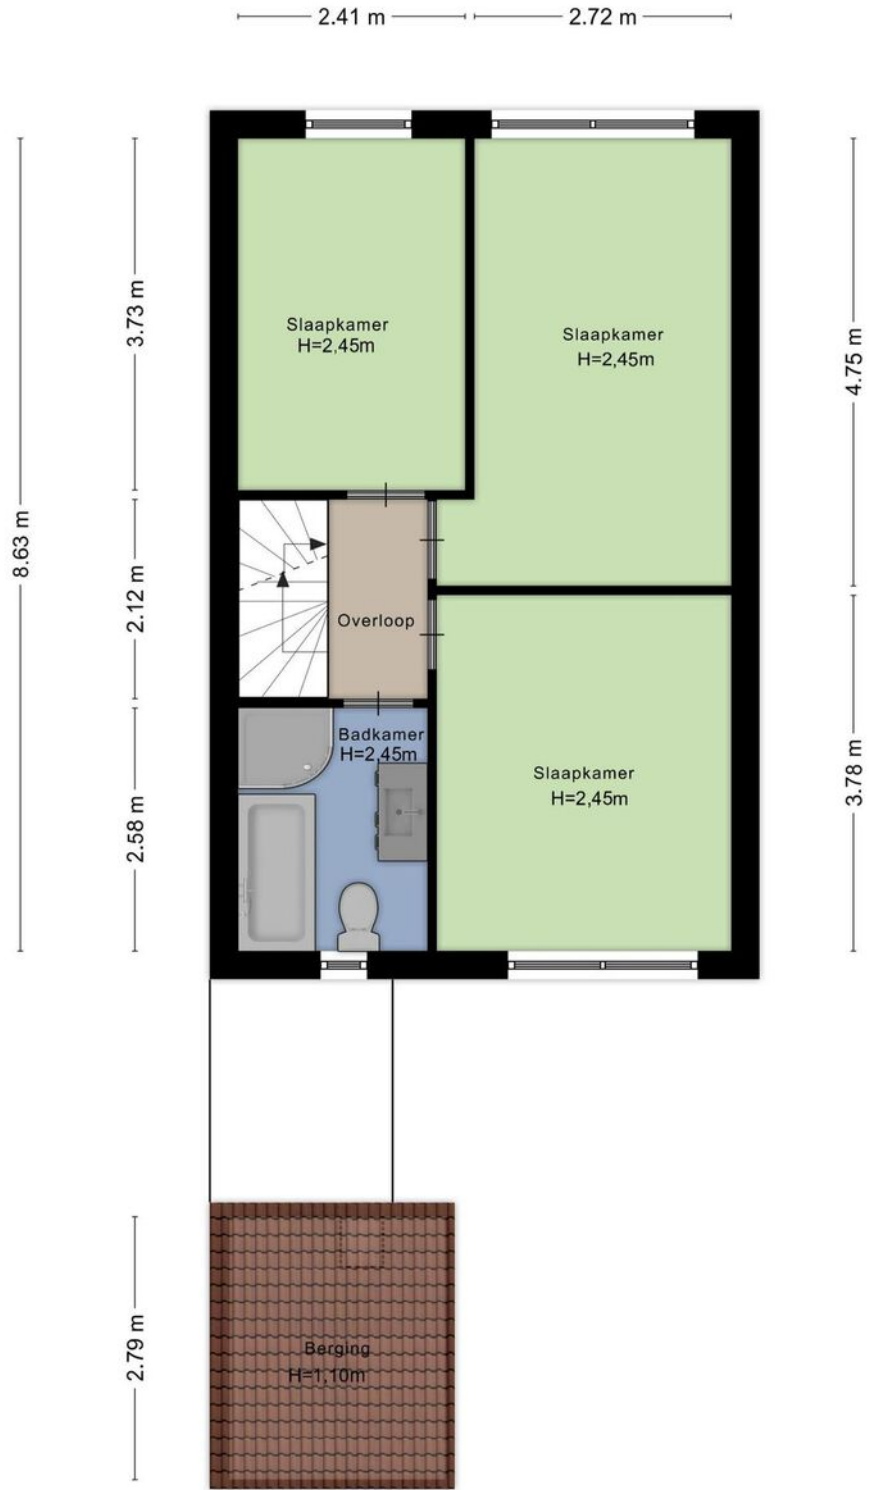 2.41 m
2.72 m
3.73 m
4.75 m
8.63 m
2.12 m
2.58 m
3.78 m
2.79 m
Slaapkamer
H=2,45m
Slaapkamer
H=2,45m
Overloop
Badkamer
H=2,45m
Slaapkamer
H=2,45m
Berging
H=1,10m